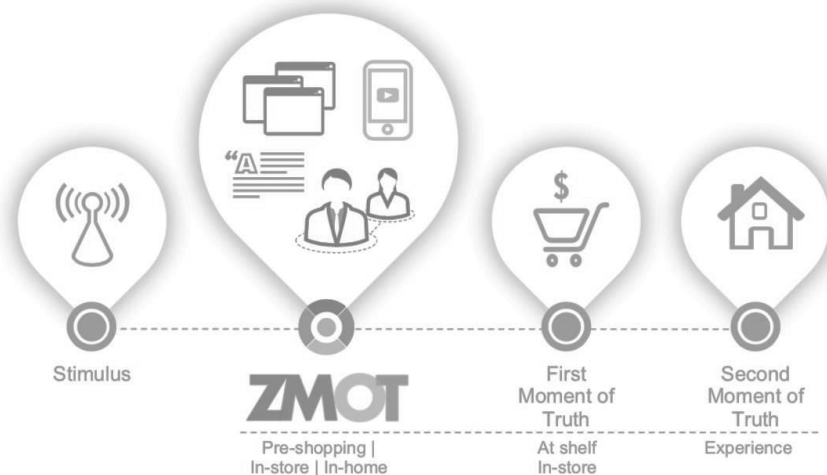 “A
$
Stimulus
ZMOT
First
Moment of
Truth
Second
Moment of
Truth
Pre-shopping |
In-store | In-home
At shelf
In-store
Experience